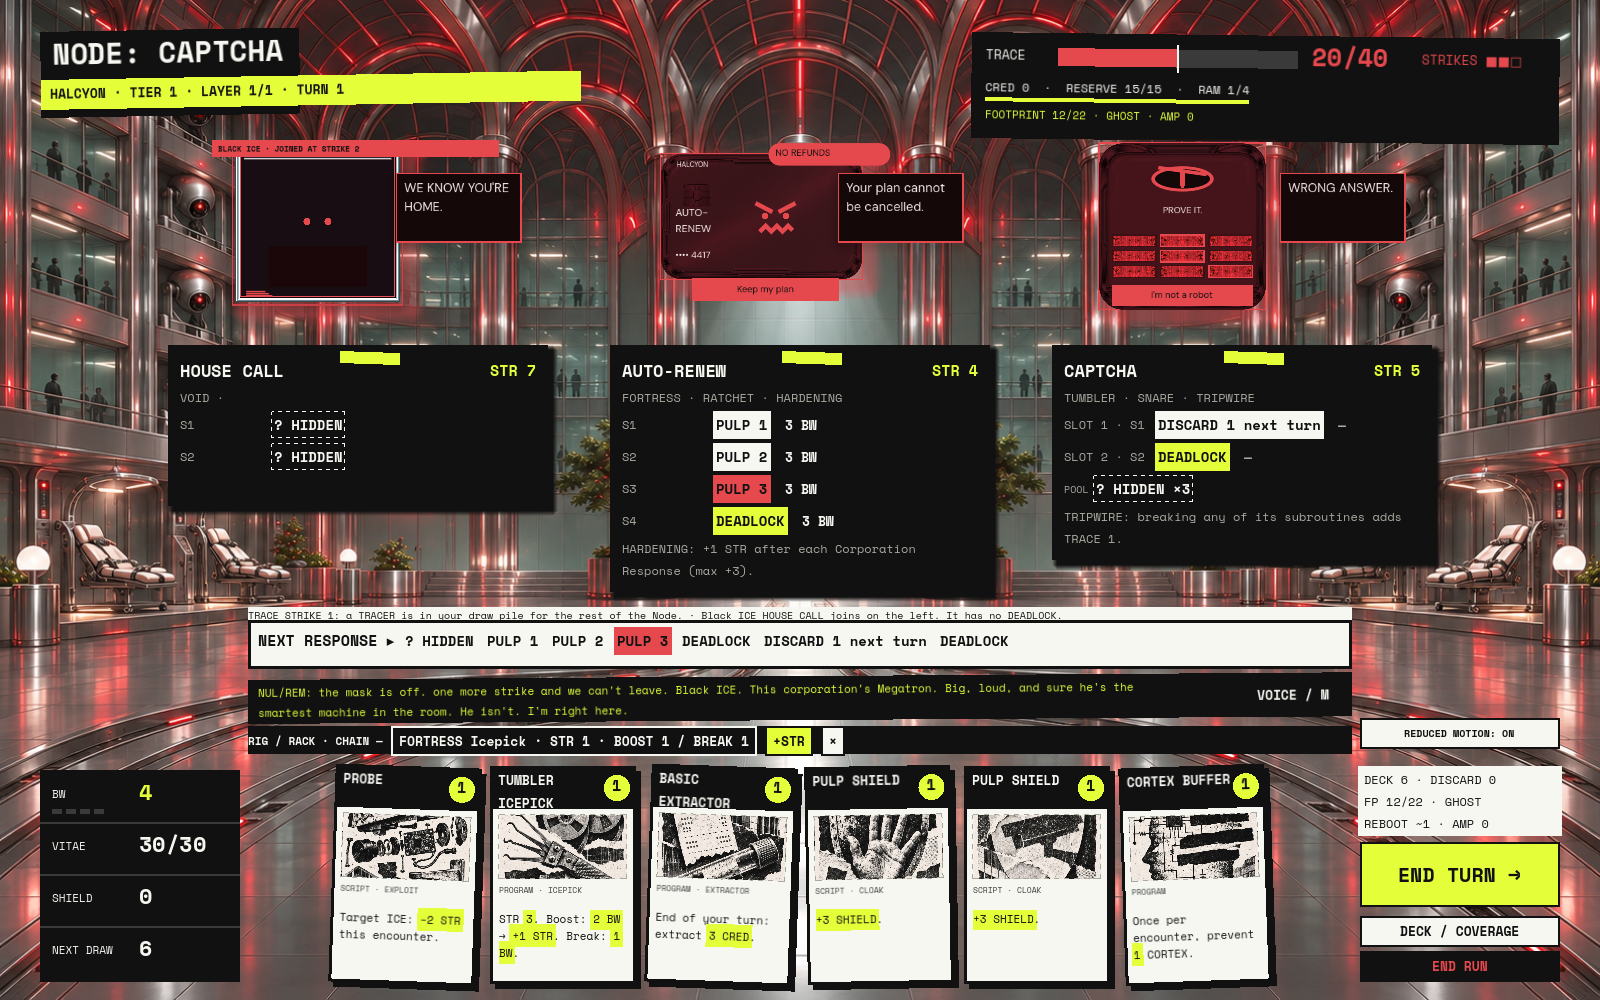 NODE: CAPTCHA
HALCYON · TIER 1 · LAYER 1/1 · TURN 1
TRACE 20/40 STRIKES ■■□
CRED 0 · RESERVE 15/15 · RAM 1/4
FOOTPRINT 12/22 · GHOST · AMP 0
BLACK ICE · JOINED AT STRIKE 2
WE KNOW YOU'RE
HOME.
HALCYON
NO REFUNDS
AUTO-
RENEW
•••• 4417
Keep my plan
Your plan cannot
be cancelled.
PROVE IT.
I'm not a robot
WRONG ANSWER.
HOUSE CALL STR 7
VOID ·
S1 ? HIDDEN
S2 ? HIDDEN
AUTO-RENEW STR 4
FORTRESS · RATCHET · HARDENING
S1 PULP 1 3 BW
S2 PULP 2 3 BW
S3 PULP 3 3 BW
S4 DEADLOCK 3 BW
HARDENING: +1 STR after each Corporation
Response (max +3).
CAPTCHA STR 5
TUMBLER · SNARE · TRIPWIRE
SLOT 1 · S1 DISCARD 1 next turn —
SLOT 2 · S2 DEADLOCK —
POOL ? HIDDEN ×3
TRIPWIRE: breaking any of its subroutines adds
TRACE 1.
TRACE STRIKE 1: a TRACER is in your draw pile for the rest of the Node. · Black ICE HOUSE CALL joins on the left. It has no DEADLOCK.
NEXT RESPONSE ▸ ? HIDDEN PULP 1 PULP 2 PULP 3 DEADLOCK DISCARD 1 next turn DEADLOCK
NUL/REM: the mask is off. one more strike and we can't leave. Black ICE. This corporation's Megatron. Big, loud, and sure he's the
smartest machine in the room. He isn't. I'm right here.
VOICE / M
RIG / RACK · CHAIN — FORTRESS Icepick · STR 1 · BOOST 1 / BREAK 1 +STR ×
REDUCED MOTION: ON
BW 4
VITAE 30/30
SHIELD 0
NEXT DRAW 6
PROBE 1
SCRIPT · EXPLOIT
Target ICE: -2 STR
this encounter.
TUMBLER
ICEPICK 1
PROGRAM · ICEPICK
STR 3. Boost: 2 BW
→ +1 STR. Break: 1
BW.
BASIC
EXTRACTOR 1
PROGRAM · EXTRACTOR
End of your turn:
extract 3 CRED.
PULP SHIELD 1
SCRIPT · CLOAK
+3 SHIELD.
PULP SHIELD 1
SCRIPT · CLOAK
+3 SHIELD.
CORTEX BUFFER 1
PROGRAM
Once per
encounter, prevent
1 CORTEX.
DECK 6 · DISCARD 0
FP 12/22 · GHOST
REBOOT ~1 · AMP 0
END TURN →
DECK / COVERAGE
END RUN